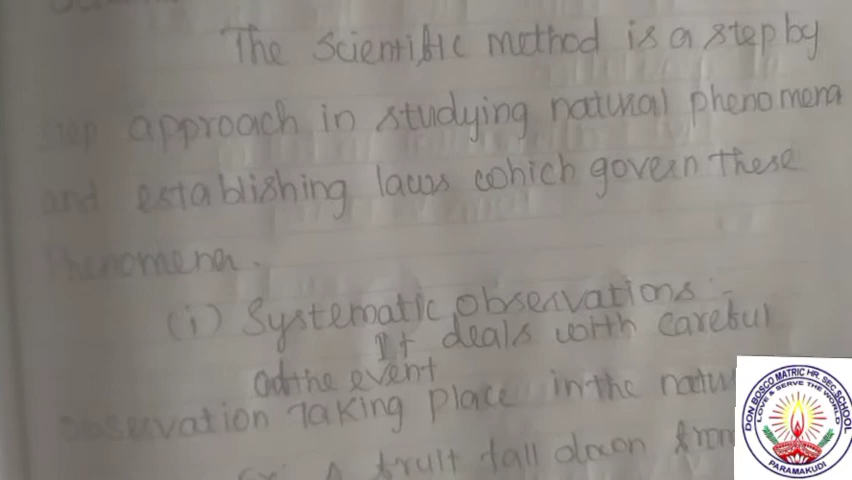 The scientific method is a step by
step approach in studying natural phenomena
and establishing laws which govern these
Phenomena.
(i) Systematic observations :-
It deals with careful
of the event
observation Taking place in the natu
A fruit fall down from
DON BOSCO MATRIC HR. SEC. SCHOOL
LOVE & SERVE THE WORLD
PARAMAKUDI